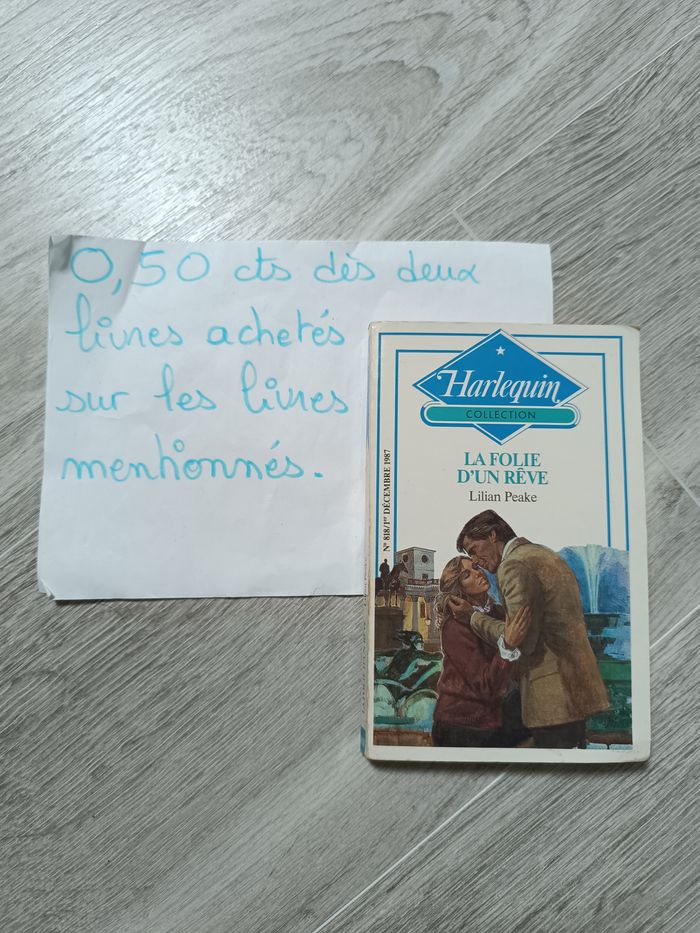 0,50 cts dès deux
livres achetés
sur les livres
mentionnés.
Harlequin
COLLECTION
LA FOLIE
D'UN RÊVE
Lilian Peake
N° 818/1er DÉCEMBRE 1987